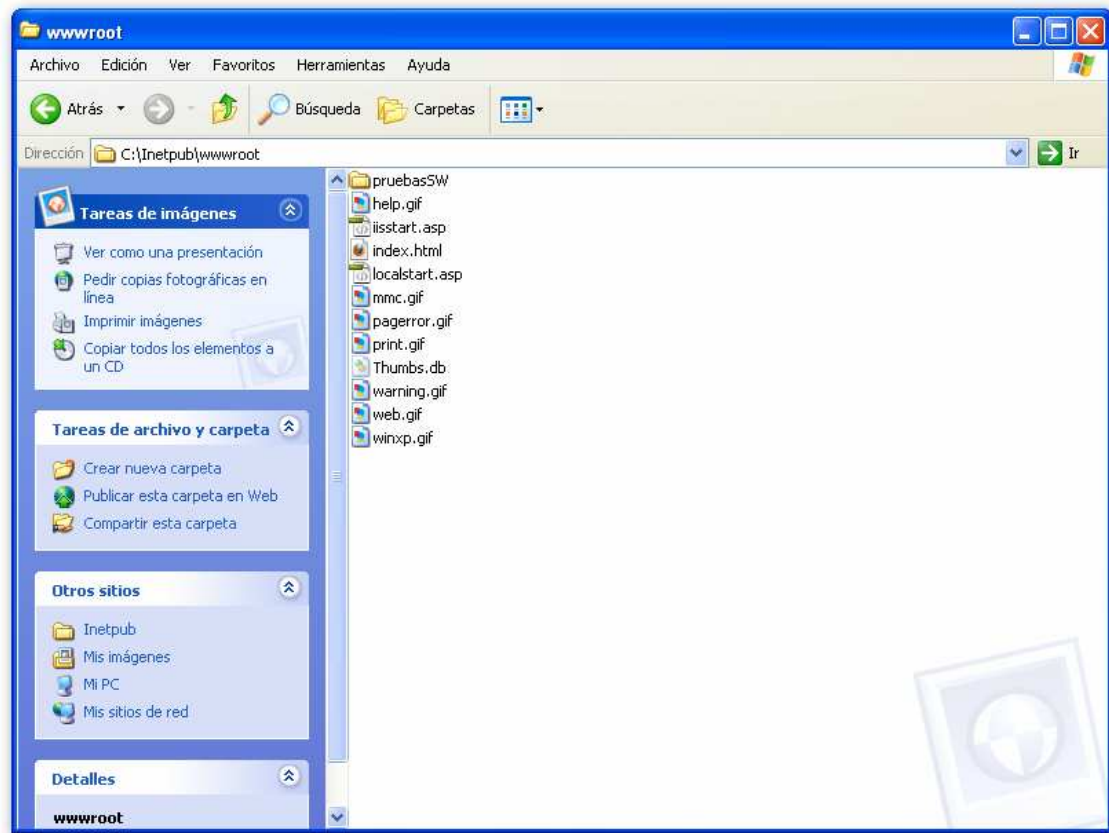 wwwroot
Archivo Edición Ver Favoritos Herramientas Ayuda
Atrás Búsqueda Carpetas
Dirección C:\Inetpub\wwwroot Ir
Tareas de imágenes
Ver como una presentación
Pedir copias fotográficas en
línea
Imprimir imágenes
Copiar todos los elementos a
un CD
Tareas de archivo y carpeta
Crear nueva carpeta
Publicar esta carpeta en Web
Compartir esta carpeta
Otros sitios
Inetpub
Mis imágenes
Mi PC
Mis sitios de red
Detalles
wwwroot
pruebasSW
help.gif
iisstart.asp
index.html
localstart.asp
mmc.gif
pagerror.gif
print.gif
Thumbs.db
warning.gif
web.gif
winxp.gif